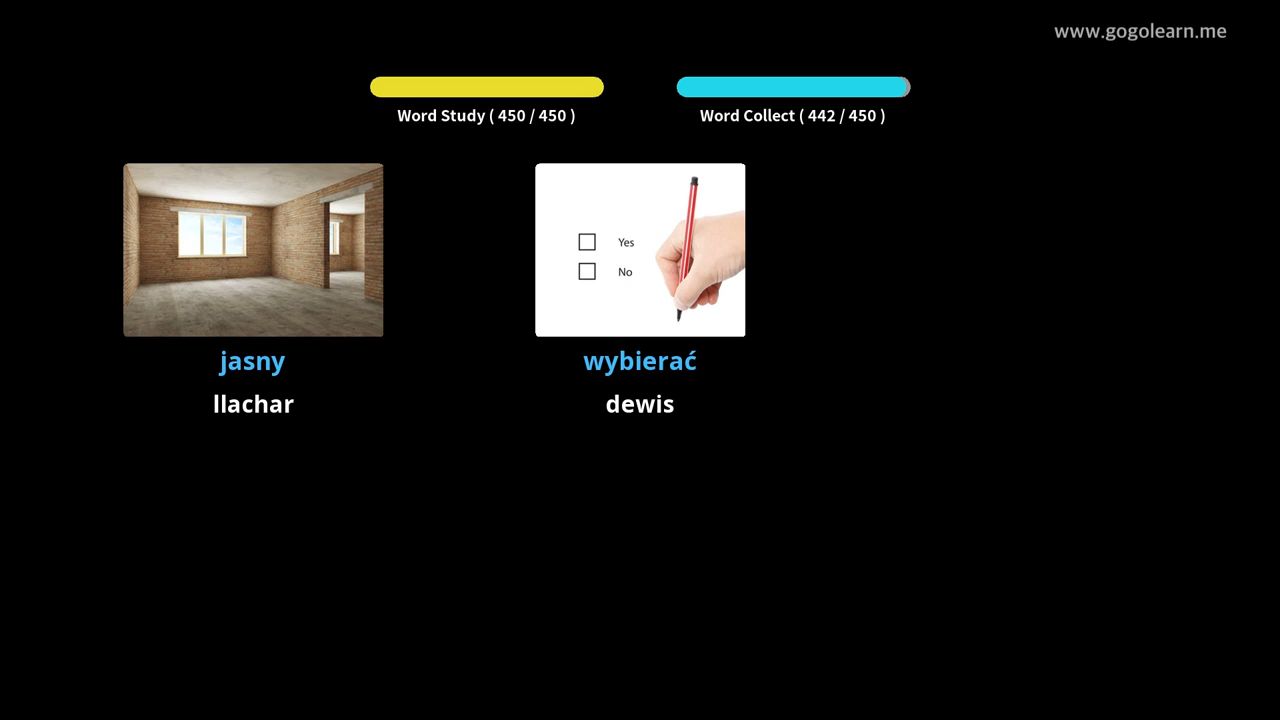 www.gogolearn.me
Word Study ( 450 / 450 )
Word Collect ( 442 / 450 )
Yes
No
jasny
wybierać
llachar
dewis